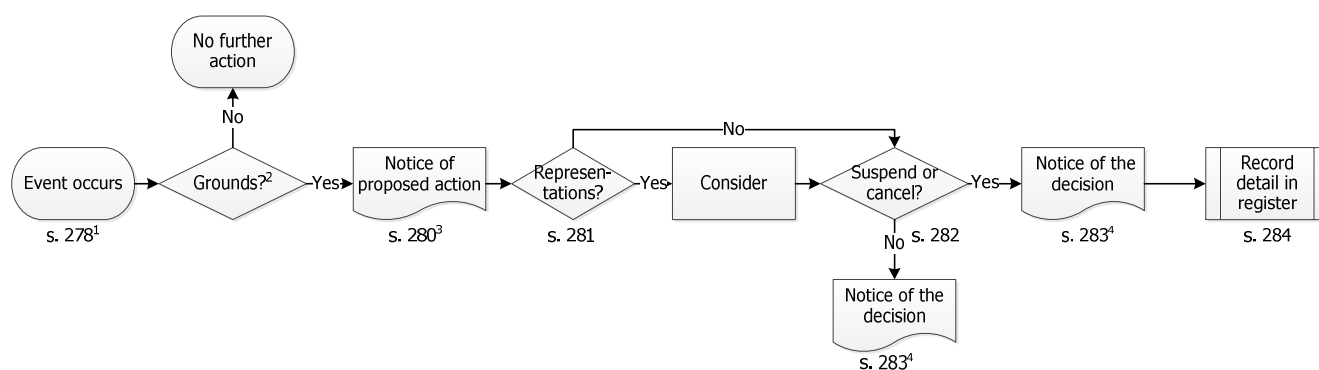 No further
action
No
No
Event occurs
Grounds?²
Yes
Notice of
proposed action
Represen-
tations?
Yes
Consider
Suspend or
cancel?
Yes
Notice of the
decision
Record
detail in
register
s. 278¹
s. 280³
s. 281
s. 282
s. 283⁴
s. 284
No
Notice of the
decision
s. 283⁴